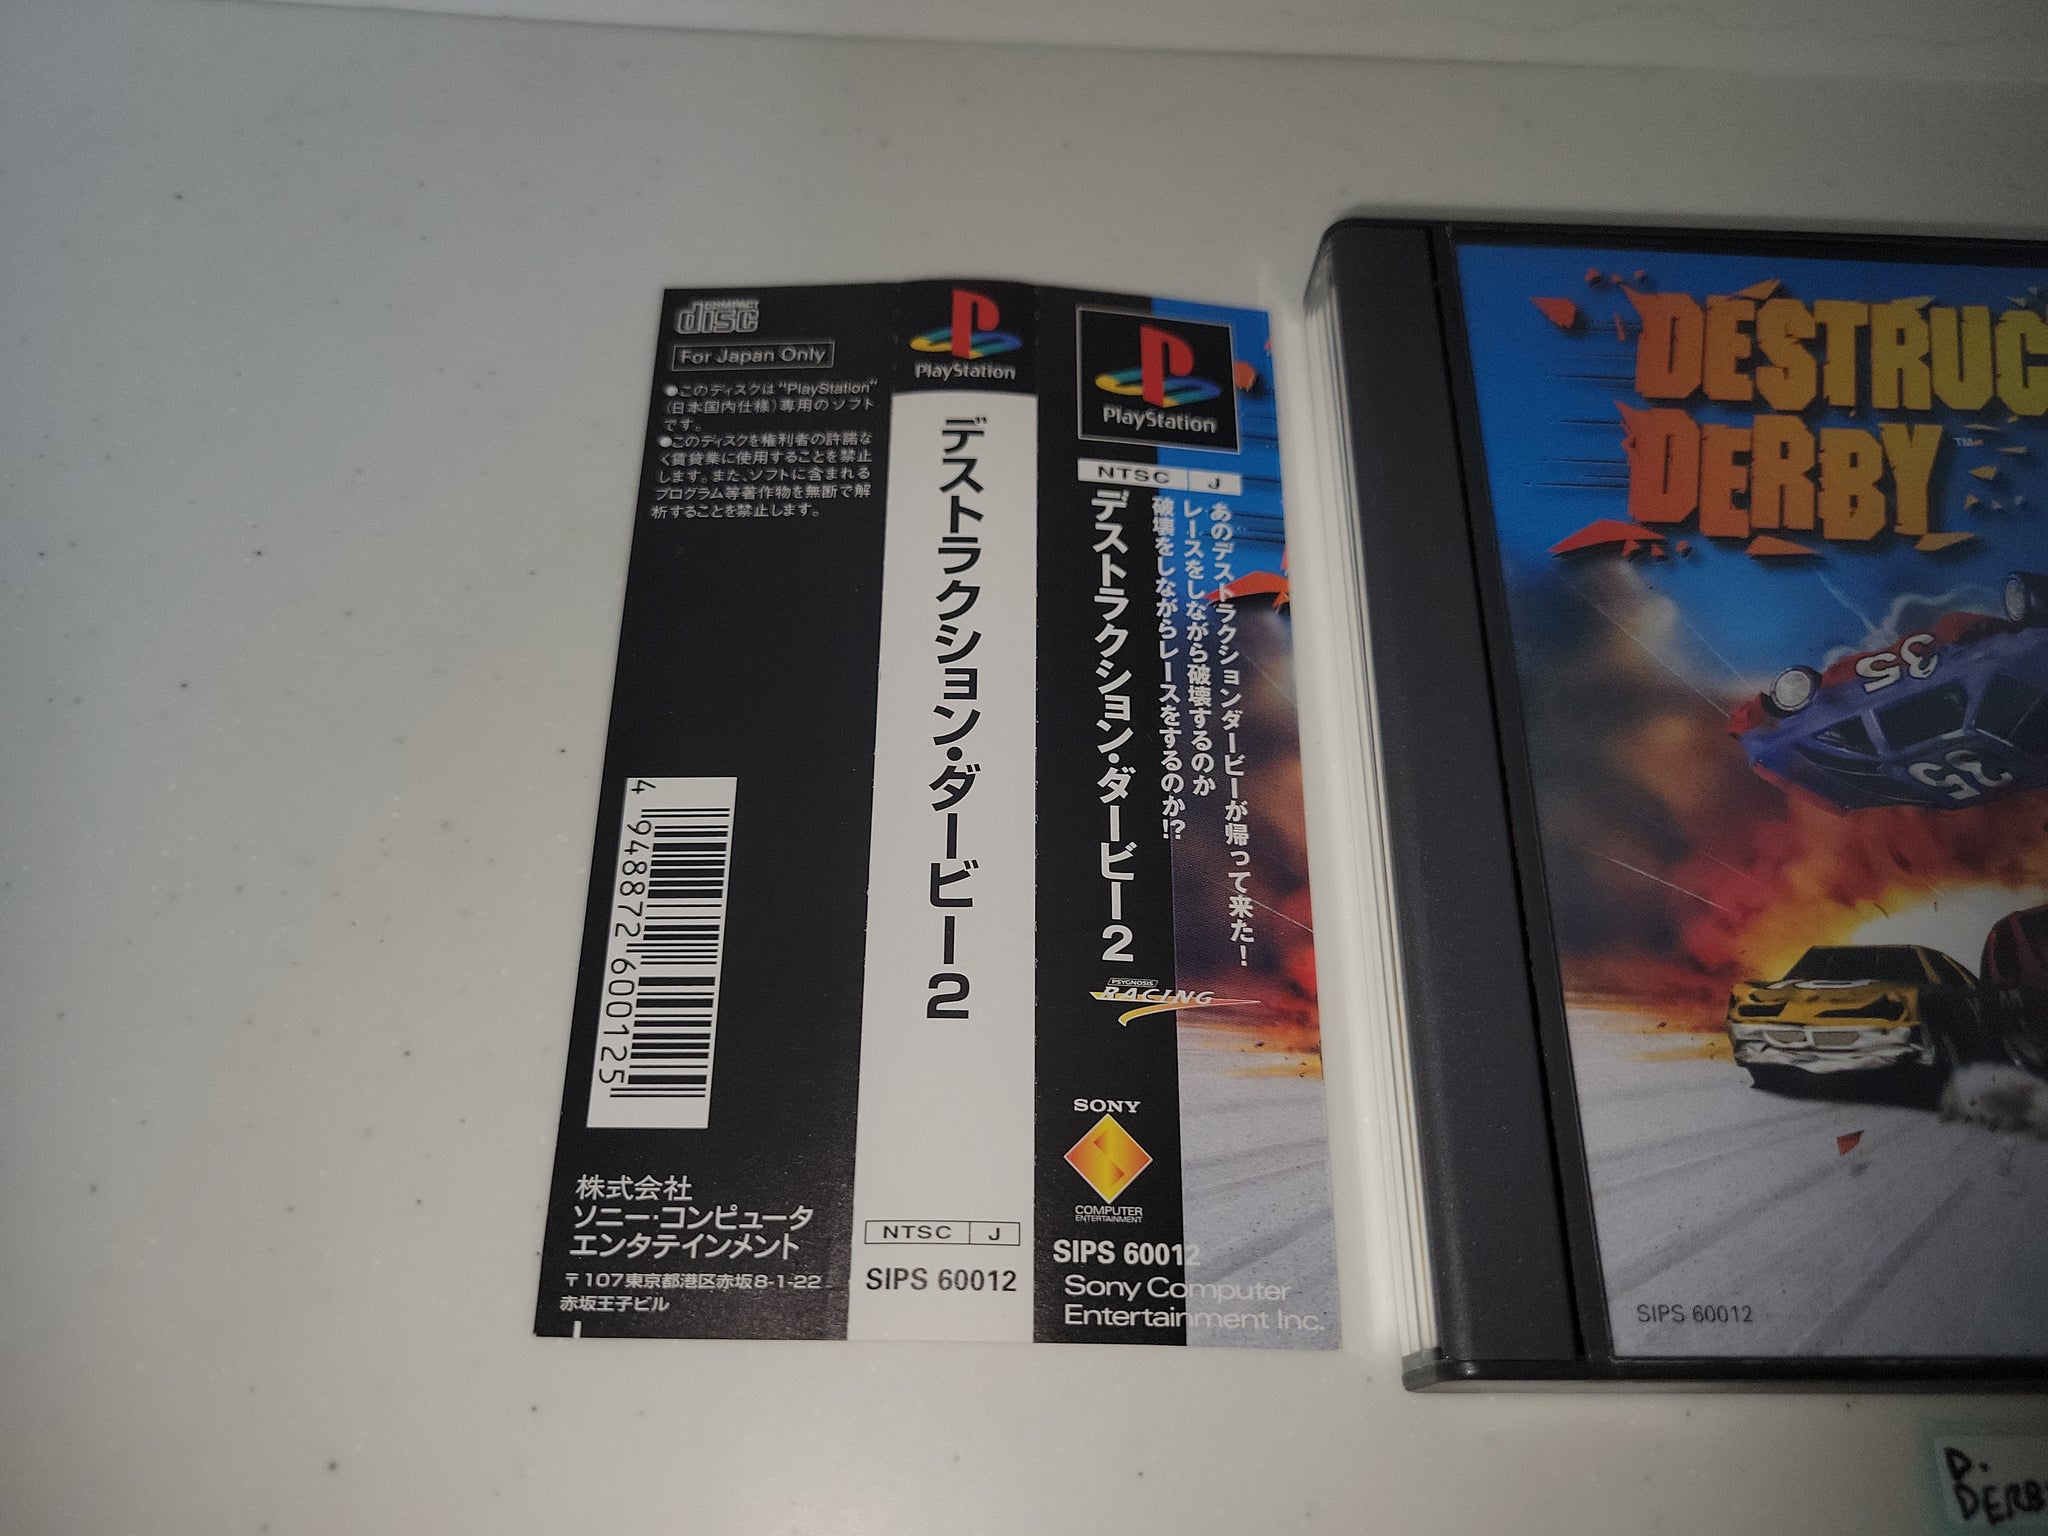 COMPACT
disc
For Japan Only
●このディスクは"PlayStation"
(日本国内仕様)専用のソフト
です。
●このディスクを権利者の許諾な
く賃貸業に使用することを禁止
します。また、ソフトに含まれる
プログラム等著作物を無断で解
析することを禁止します。
4 948872 600125
株式会社
ソニー・コンピュータ
エンタテインメント
〒107東京都港区赤坂8-1-22
赤坂王子ビル
PlayStation
デストラクション・ダービー2
NTSC J
SIPS 60012
PlayStation
NTSC J
あのデストラクションダービーが帰って来た!
レースをしながら破壊するのか
破壊をしながらレースをするのか!?
デストラクション・ダービー2
PSYGNOSIS
RACING
SONY
COMPUTER
ENTERTAINMENT
SIPS 60012
Sony Computer
Entertainment Inc.
DESTRUC
DERBY™
35
35
SIPS 60012
D.
DERB